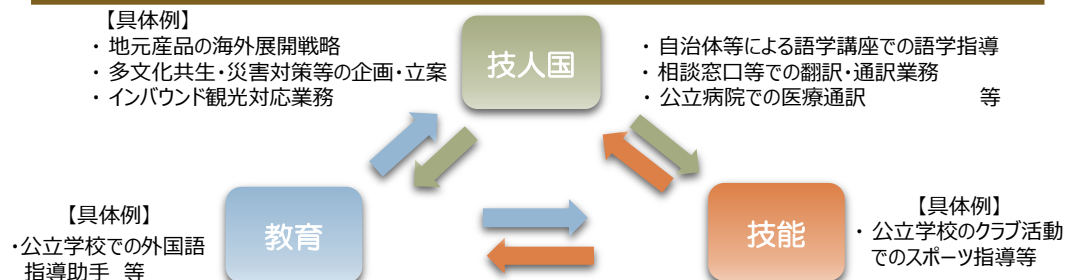 【具体例】
・ 地元産品の海外展開戦略
・ 多文化共生・災害対策等の企画・立案
・ インバウンド観光対応業務
技人国
・ 自治体等による語学講座での語学指導
・ 相談窓口等での翻訳・通訳業務
・ 公立病院での医療通訳 等
【具体例】
・公立学校での外国語
指導助手 等
教育
技能
【具体例】
・ 公立学校のクラブ活動
でのスポーツ指導等